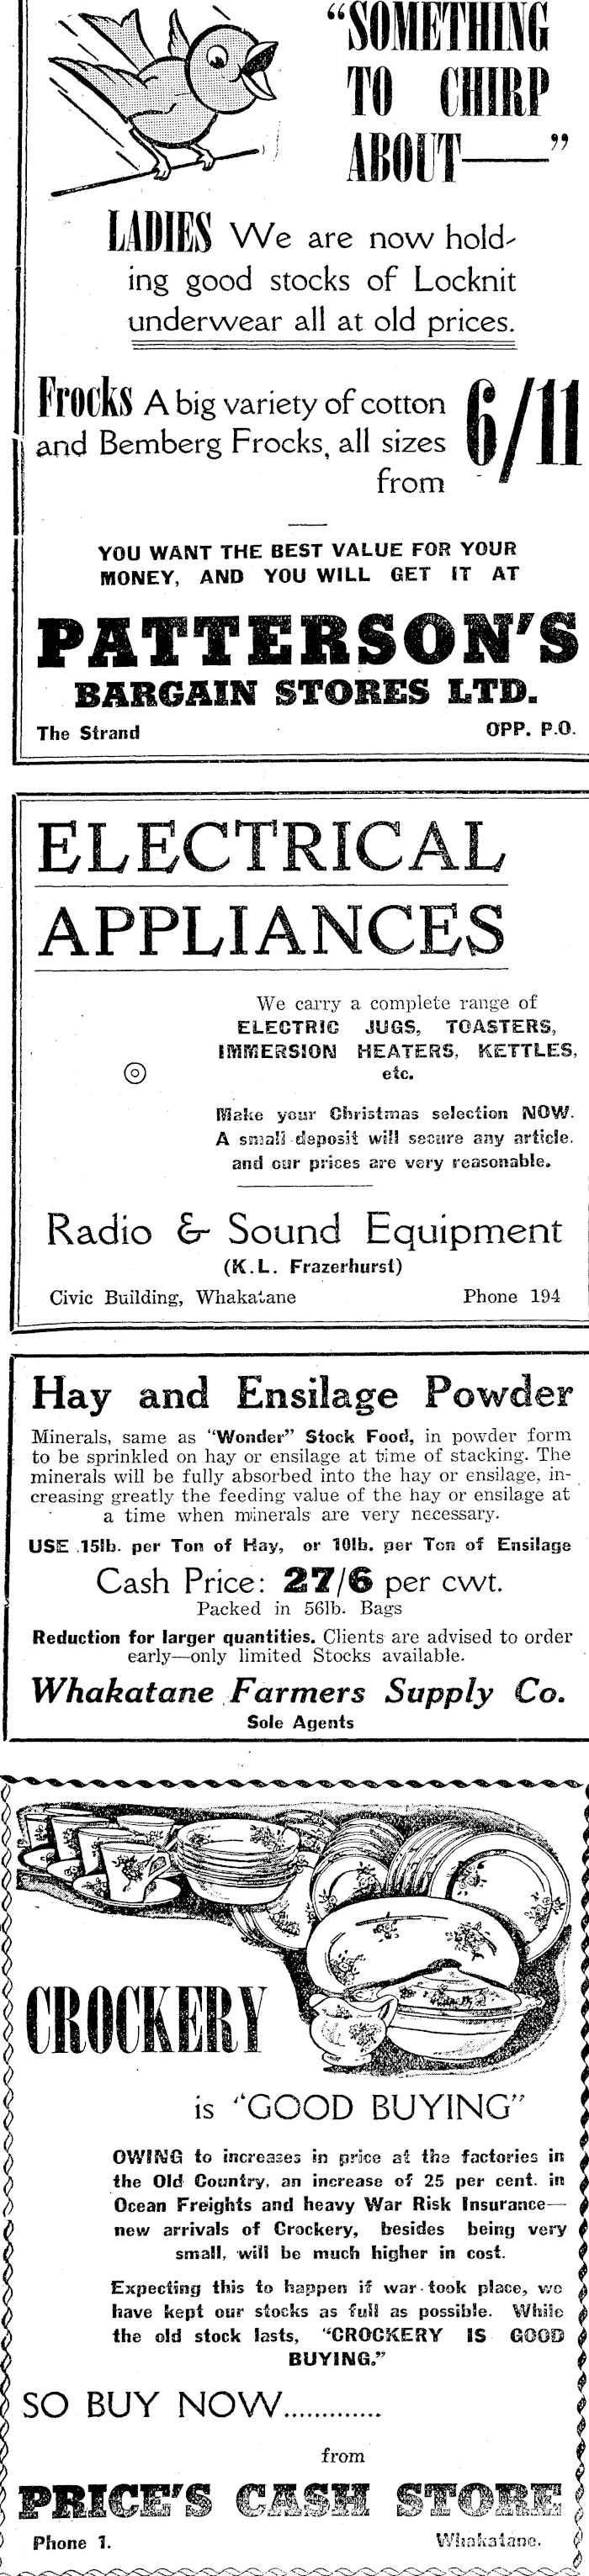 “SOMETHING
TO CHIRP
ABOUT—”
LADIES We are now hold-
ing good stocks of Locknit
underwear all at old prices.
Frocks A big variety of cotton
and Bemberg Frocks, all sizes
from
6/11
YOU WANT THE BEST VALUE FOR YOUR
MONEY, AND YOU WILL GET IT AT
PATTERSON'S
BARGAIN STORES LTD.
The Strand OPP. P.O.
ELECTRICAL
APPLIANCES
We carry a complete range of
ELECTRIC JUGS, TOASTERS,
IMMERSION HEATERS, KETTLES,
etc.
Make your Christmas selection NOW.
A small deposit will secure any article.
and our prices are very reasonable.
Radio & Sound Equipment
(K.L. Frazerhurst)
Civic Building, Whakatane Phone 194
Hay and Ensilage Powder
Minerals, same as “Wonder” Stock Food, in powder form
to be sprinkled on hay or ensilage at time of stacking. The
minerals will be fully absorbed into the hay or ensilage, in-
creasing greatly the feeding value of the hay or ensilage at
a time when minerals are very necessary.
USE 15lb. per Ton of Hay, or 10lb. per Ton of Ensilage
Cash Price: 27/6 per cwt.
Packed in 56lb. Bags
Reduction for larger quantities. Clients are advised to order
early—only limited Stocks available.
Whakatane Farmers Supply Co.
Sole Agents
CROCKERY
is “GOOD BUYING”
OWING to increases in price at the factories in
the Old Country, an increase of 25 per cent. in
Ocean Freights and heavy War Risk Insurance—
new arrivals of Crockery, besides being very
small, will be much higher in cost.
Expecting this to happen if war took place, we
have kept our stocks as full as possible. While
the old stock lasts, “CROCKERY IS GOOD
BUYING.”
SO BUY NOW.............
from
PRICE'S CASH STORE
Phone 1. Whakatane.